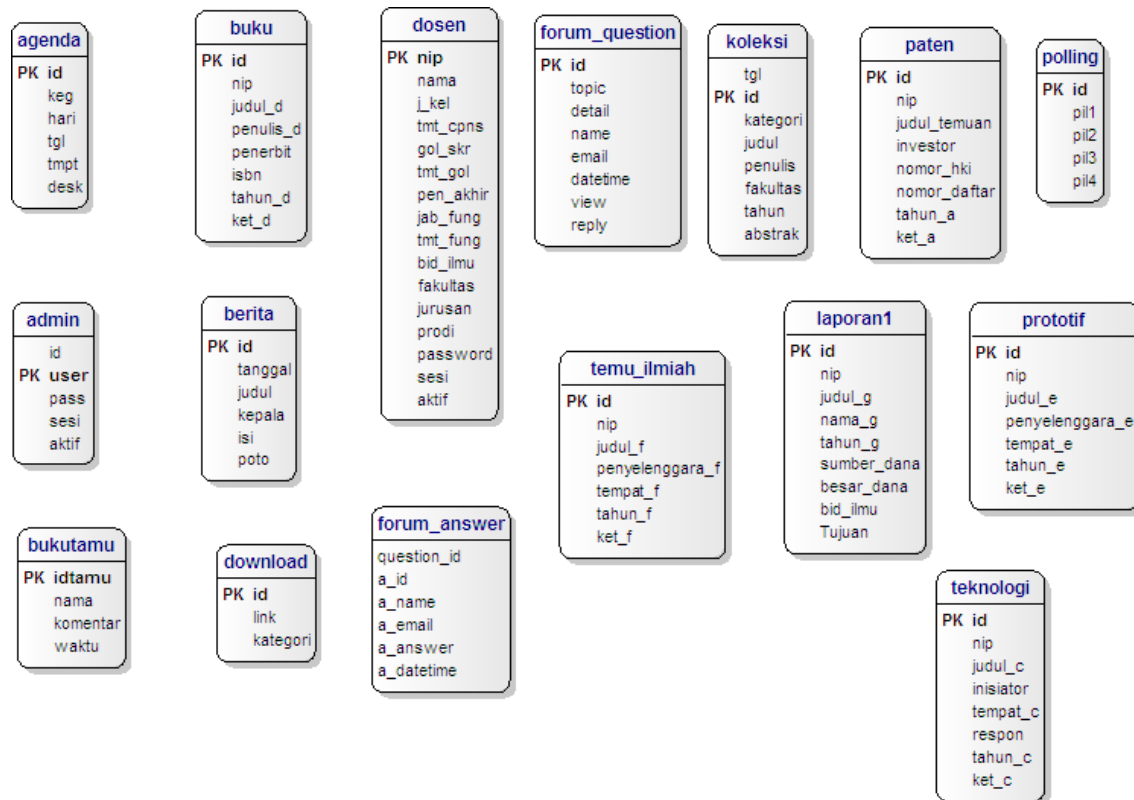 agenda
PK id
keg
hari
tgl
tmpt
desk
buku
PK id
nip
judul_d
penulis_d
penerbit
isbn
tahun_d
ket_d
dosen
PK nip
nama
j_kel
tmt_cpns
gol_skr
tmt_gol
pen_akhir
jab_fung
tmt_fung
bid_ilmu
fakultas
jurusan
prodi
password
sesi
aktif
forum_question
PK id
topic
detail
name
email
datetime
view
reply
koleksi
tgl
PK id
kategori
judul
penulis
fakultas
tahun
abstrak
paten
PK id
nip
judul_temuan
investor
nomor_hki
nomor_daftar
tahun_a
ket_a
polling
PK id
pil1
pil2
pil3
pil4
admin
id
PK user
pass
sesi
aktif
berita
PK id
tanggal
judul
kepala
isi
poto
temu_ilmiah
PK id
nip
judul_f
penyelenggara_f
tempat_f
tahun_f
ket_f
laporan1
PK id
nip
judul_g
nama_g
tahun_g
sumber_dana
besar_dana
bid_ilmu
Tujuan
prototif
PK id
nip
judul_e
penyelenggara_e
tempat_e
tahun_e
ket_e
bukutamu
PK idtamu
nama
komentar
waktu
download
PK id
link
kategori
forum_answer
question_id
a_id
a_name
a_email
a_answer
a_datetime
teknologi
PK id
nip
judul_c
inisiator
tempat_c
respon
tahun_c
ket_c